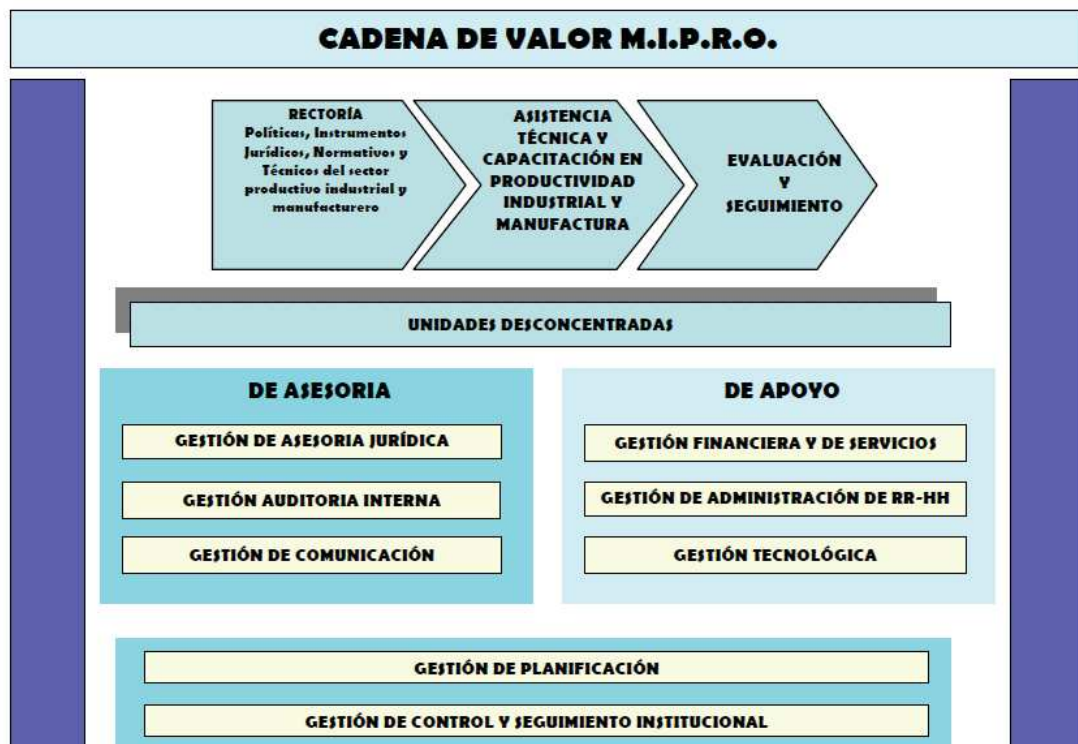 CADENA DE VALOR M.I.P.R.O.
RECTORÍA
Políticas, Instrumentos
Jurídicos, Normativos y
Técnicos del sector
productivo industrial y
manufacturero
ASISTENCIA
TÉCNICA Y
CAPACITACIÓN EN
PRODUCTIVIDAD
INDUSTRIAL Y
MANUFACTURA
EVALUACIÓN
Y
SEGUIMIENTO
UNIDADES DESCONCENTRADAS
DE ASESORIA
GESTIÓN DE ASESORIA JURÍDICA
GESTIÓN AUDITORIA INTERNA
GESTIÓN DE COMUNICACIÓN
DE APOYO
GESTIÓN FINANCIERA Y DE SERVICIOS
GESTIÓN DE ADMINISTRACIÓN DE RR-HH
GESTIÓN TECNOLÓGICA
GESTIÓN DE PLANIFICACIÓN
GESTIÓN DE CONTROL Y SEGUIMIENTO INSTITUCIONAL